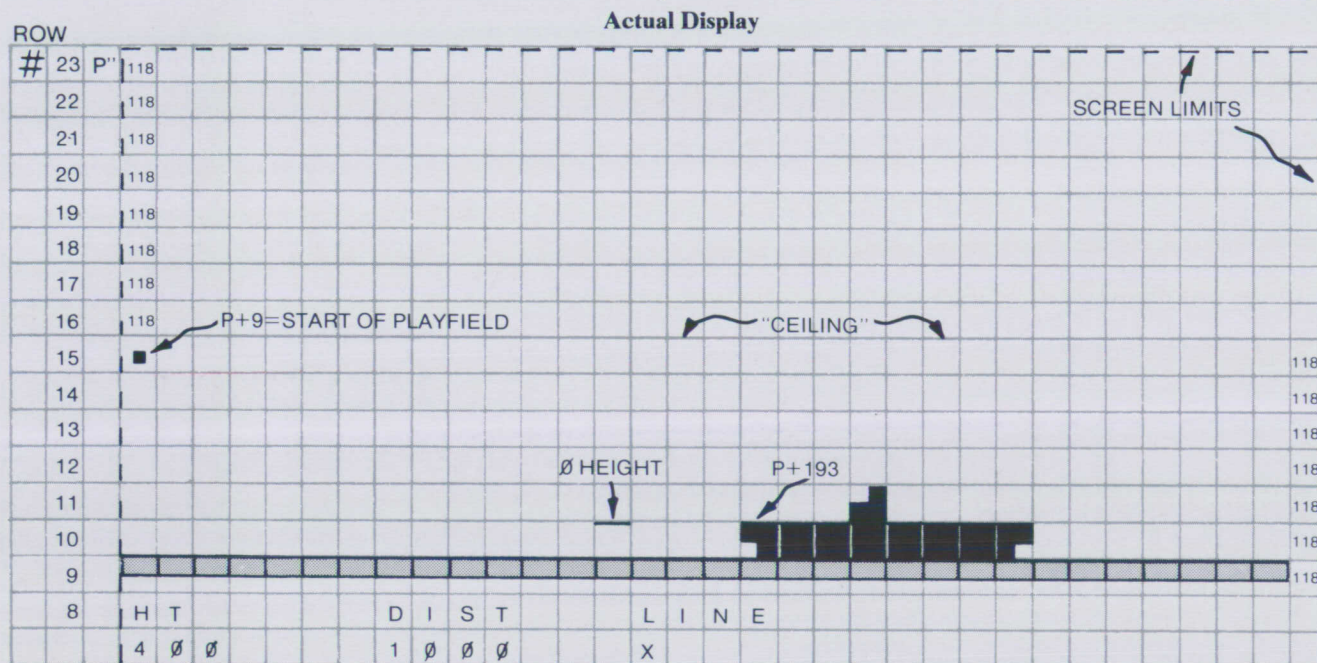 Actual Display
ROW
# 23 P" 118
22 118
SCREEN LIMITS
21 118
20 118
19 118
18 118
17 118
16 118 P+9=START OF PLAYFIELD "CEILING"
15 118
14 118
13 118
12 Ø HEIGHT P+193 118
11 118
10 118
9 118
8 H T D I S T L I N E
4 Ø Ø 1 Ø Ø Ø X